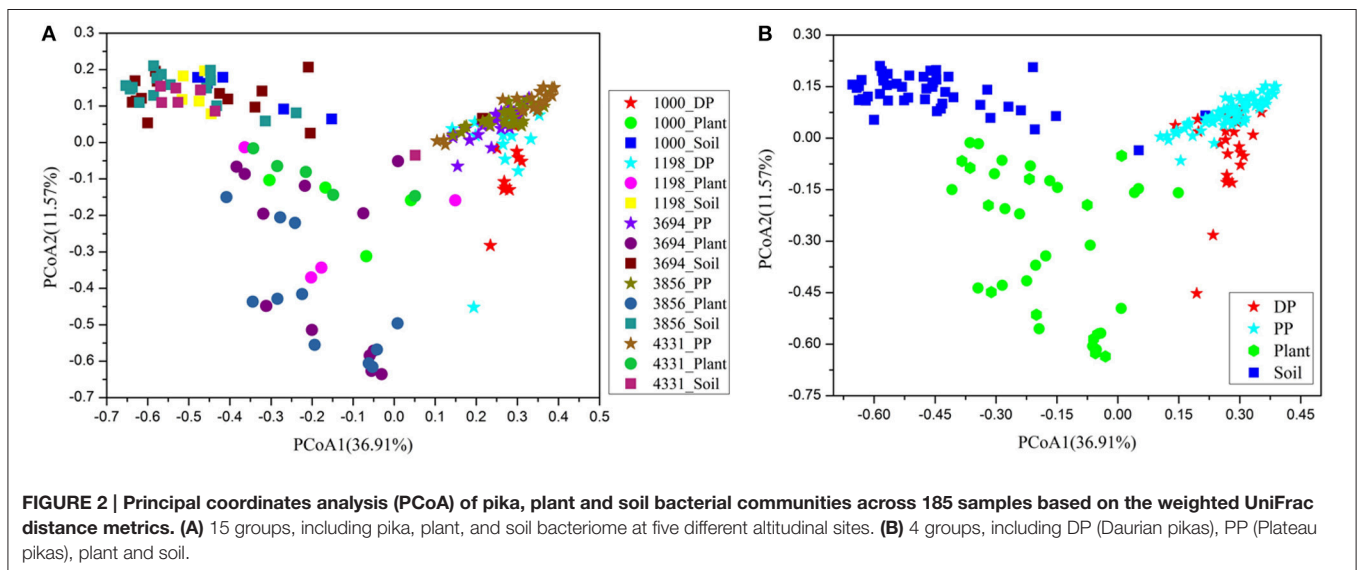 A
0.3
0.2
0.1
0.0
-0.1
-0.2
-0.3
-0.4
-0.5
-0.6
-0.7
PCoA2(11.57%)
-0.7 -0.6 -0.5 -0.4 -0.3 -0.2 -0.1 0.0 0.1 0.2 0.3 0.4 0.5
PCoA1(36.91%)
1000_DP
1000_Plant
1000_Soil
1198_DP
1198_Plant
1198_Soil
3694_PP
3694_Plant
3694_Soil
3856_PP
3856_Plant
3856_Soil
4331_PP
4331_Plant
4331_Soil
B
0.30
0.15
0.00
-0.15
-0.30
-0.45
-0.60
-0.75
PCoA2(11.57%)
-0.60 -0.45 -0.30 -0.15 0.00 0.15 0.30 0.45
PCoA1(36.91%)
DP
PP
Plant
Soil
FIGURE 2 | Principal coordinates analysis (PCoA) of pika, plant and soil bacterial communities across 185 samples based on the weighted UniFrac
distance metrics. (A) 15 groups, including pika, plant, and soil bacteriome at five different altitudinal sites. (B) 4 groups, including DP (Daurian pikas), PP (Plateau
pikas), plant and soil.